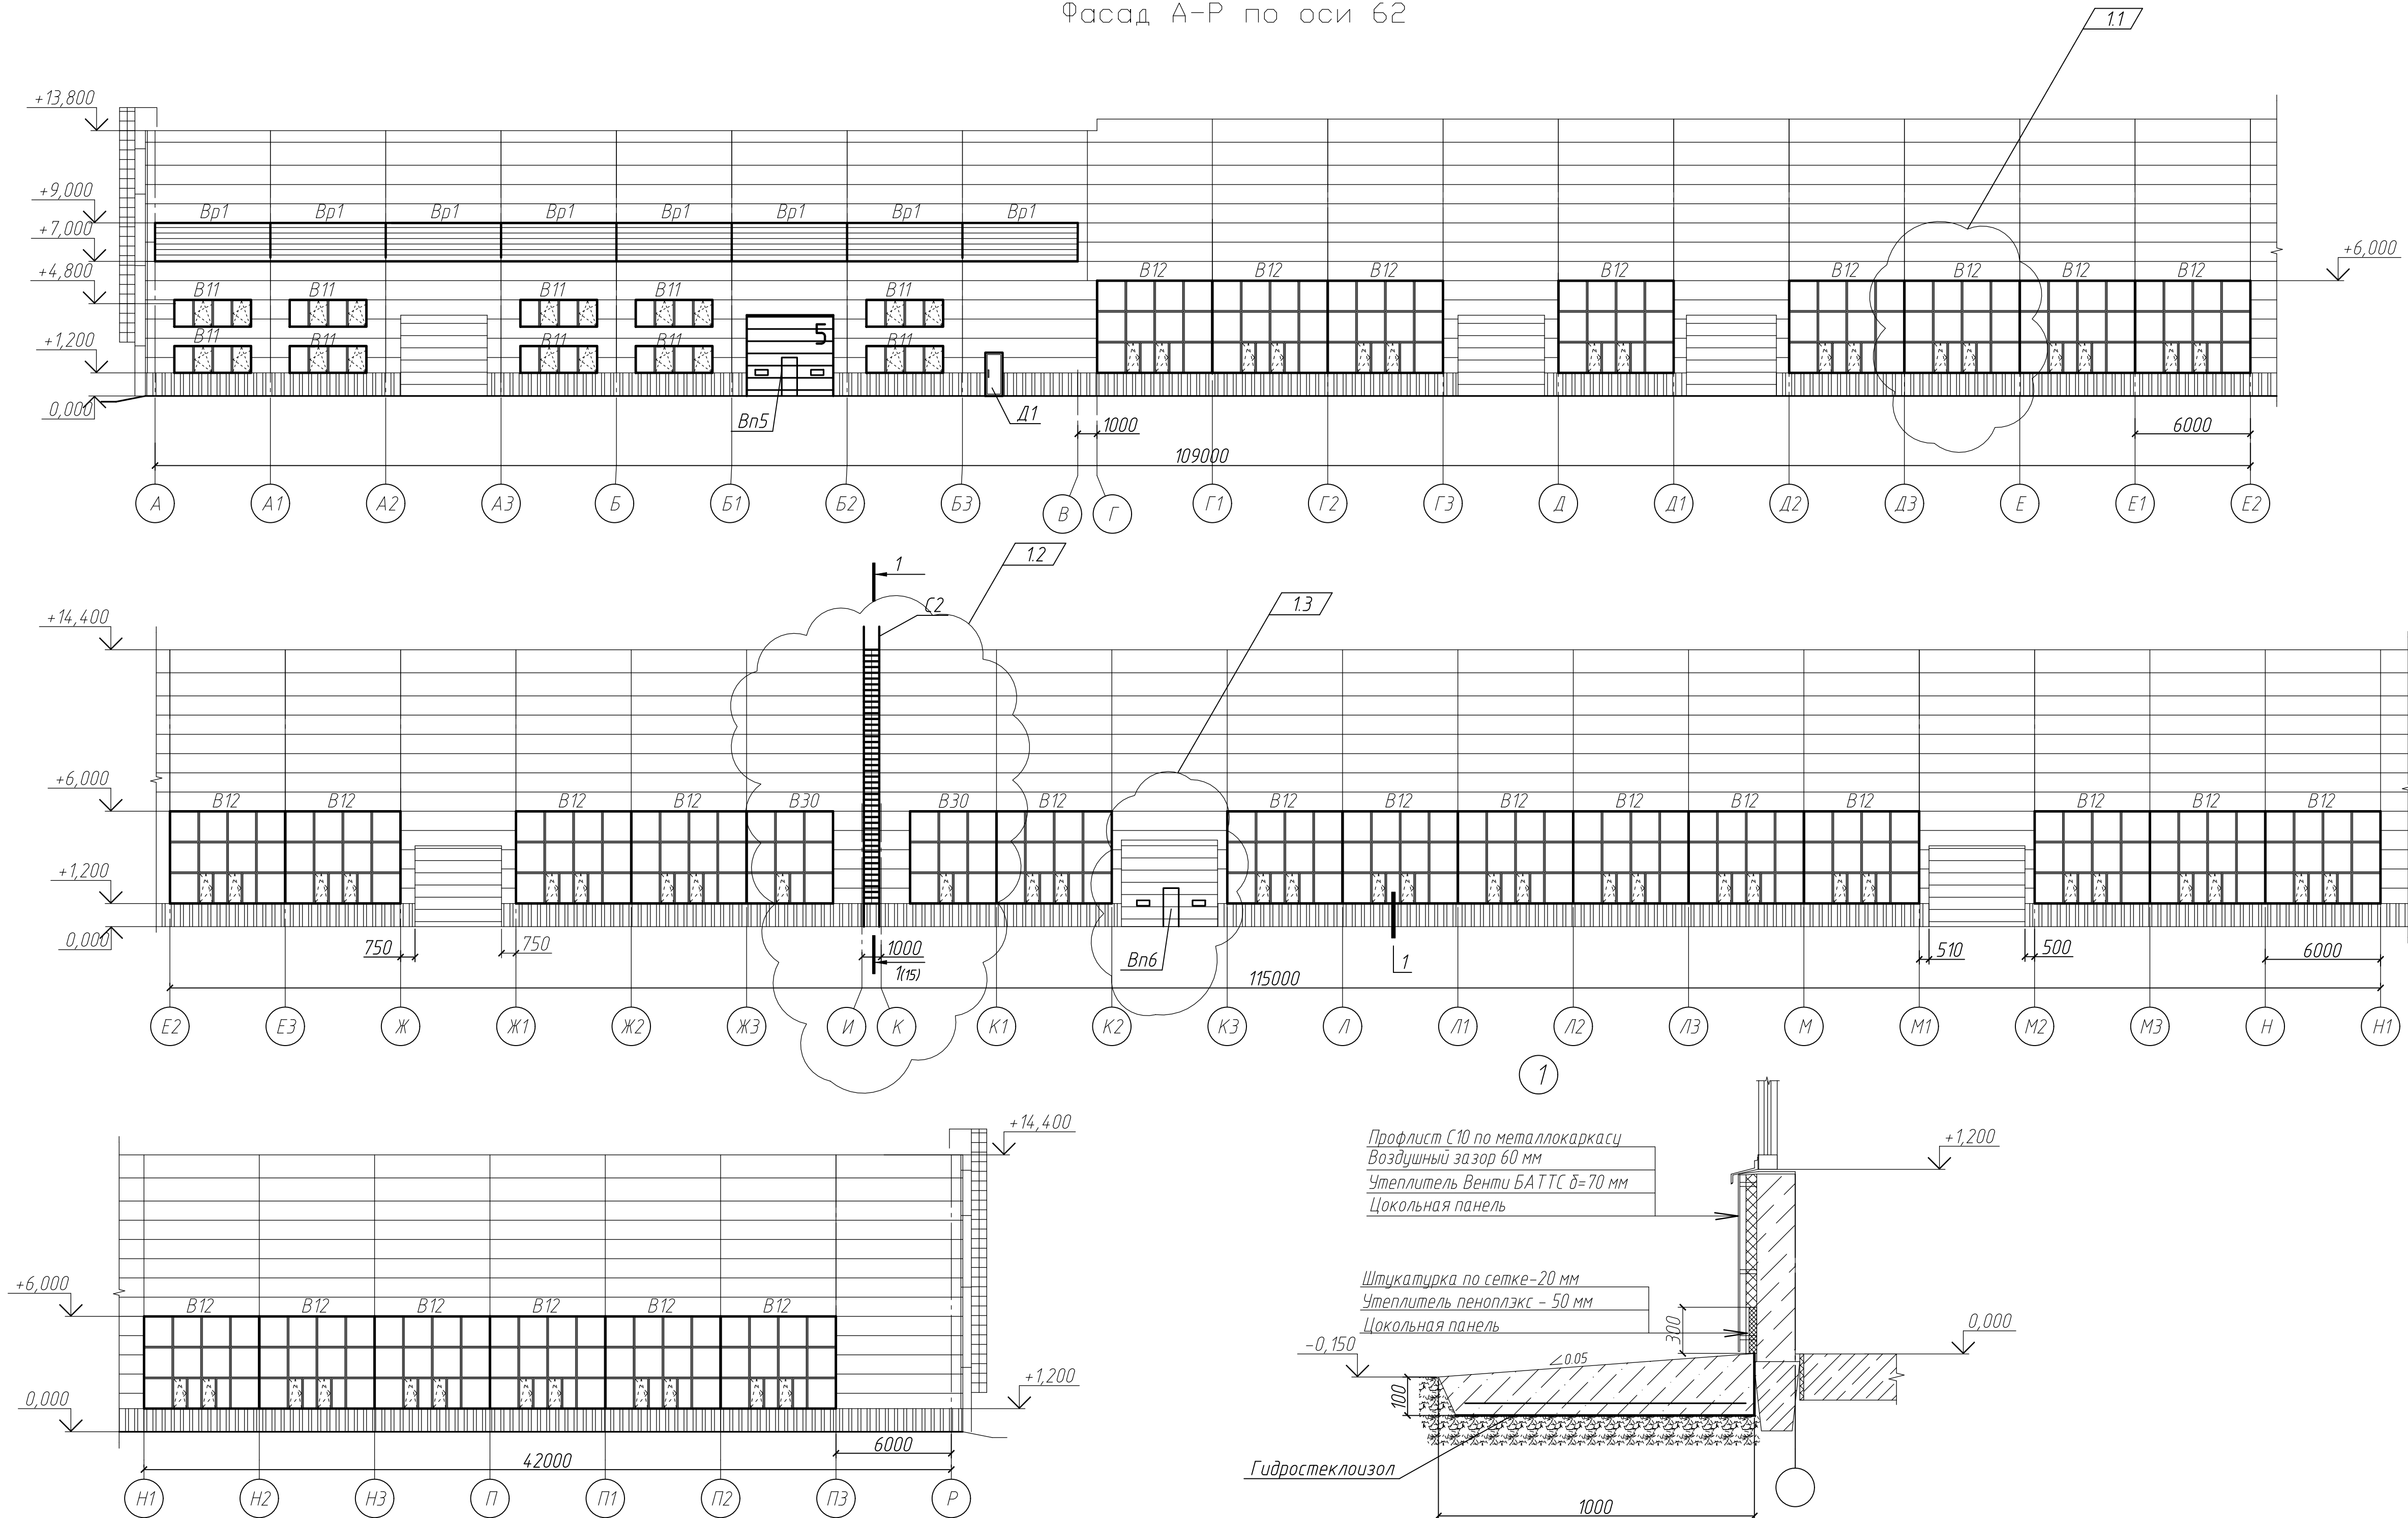 Фасад А-Р по оси 62
1.1
+13,800
+9,000
+7,000
+4,800
+1,200
0,000
+6,000
Вр1 Вр1 Вр1 Вр1 Вр1 Вр1 Вр1 Вр1
В12 В12 В12 В12 В12 В12 В12 В12
В11 В11 В11 В11 В11
В11 В11 В11 В11 В11
5
Вп5
Д1
1000
6000
109000
А А1 А2 А3 Б Б1 Б2 Б3 В Г Г1 Г2 Г3 Д Д1 Д2 Д3 Е Е1 Е2
1.2
1
С2
1.3
+14,400
+6,000
+1,200
0,000
В12 В12 В12 В12 В30 В30 В12 В12 В12 В12 В12 В12 В12 В12 В12 В12
750
750
1000
1(15)
Вп6
1
510
500
6000
115000
Е2 Е3 Ж Ж1 Ж2 Ж3 И К К1 К2 К3 Л Л1 Л2 Л3 М М1 М2 М3 Н Н1
+14,400
+6,000
0,000
+1,200
В12 В12 В12 В12 В12 В12
6000
42000
Н1 Н2 Н3 П П1 П2 П3 Р
1
Профлист С10 по металлокаркасу
Воздушный зазор 60 мм
Утеплитель Венти БАТТС δ=70 мм
Цокольная панель
+1,200
Штукатурка по сетке-20 мм
Утеплитель пеноплэкс - 50 мм
Цокольная панель
300
0,000
-0,150
∠0.05
100
Гидростеклоизол
1000